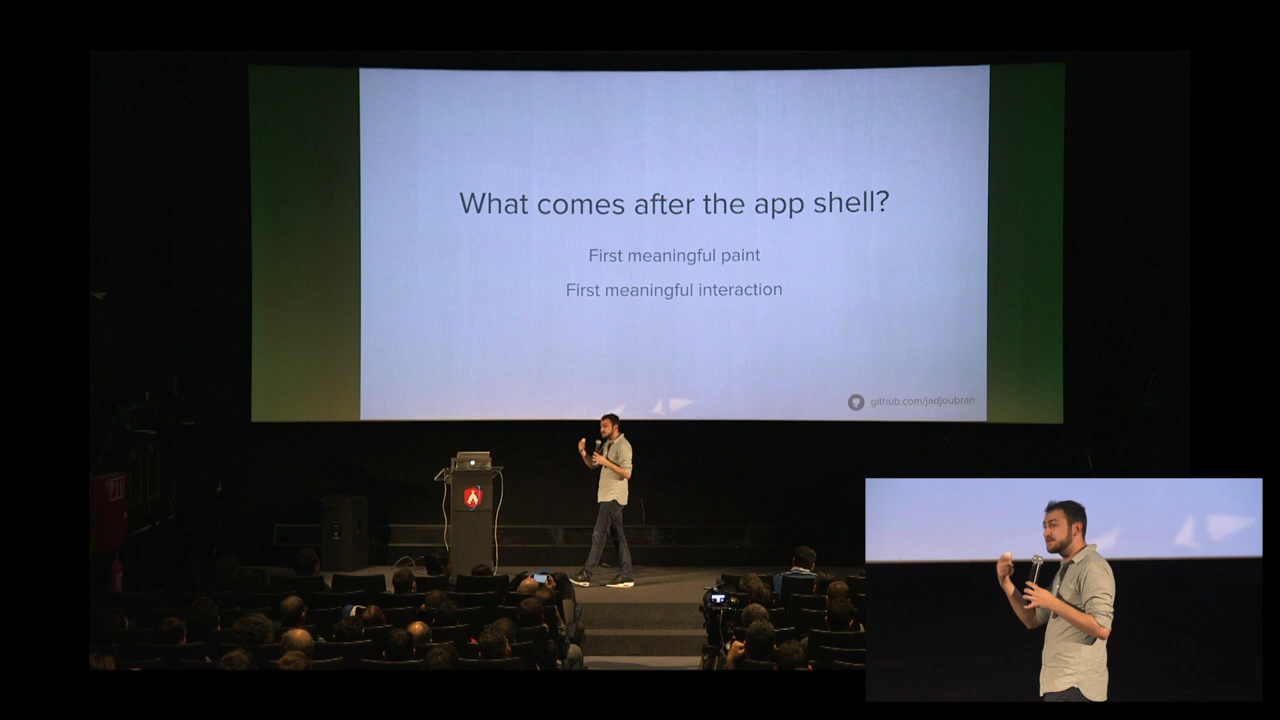 What comes after the app shell?
First meaningful paint
First meaningful interaction
github.com/jadjoubran